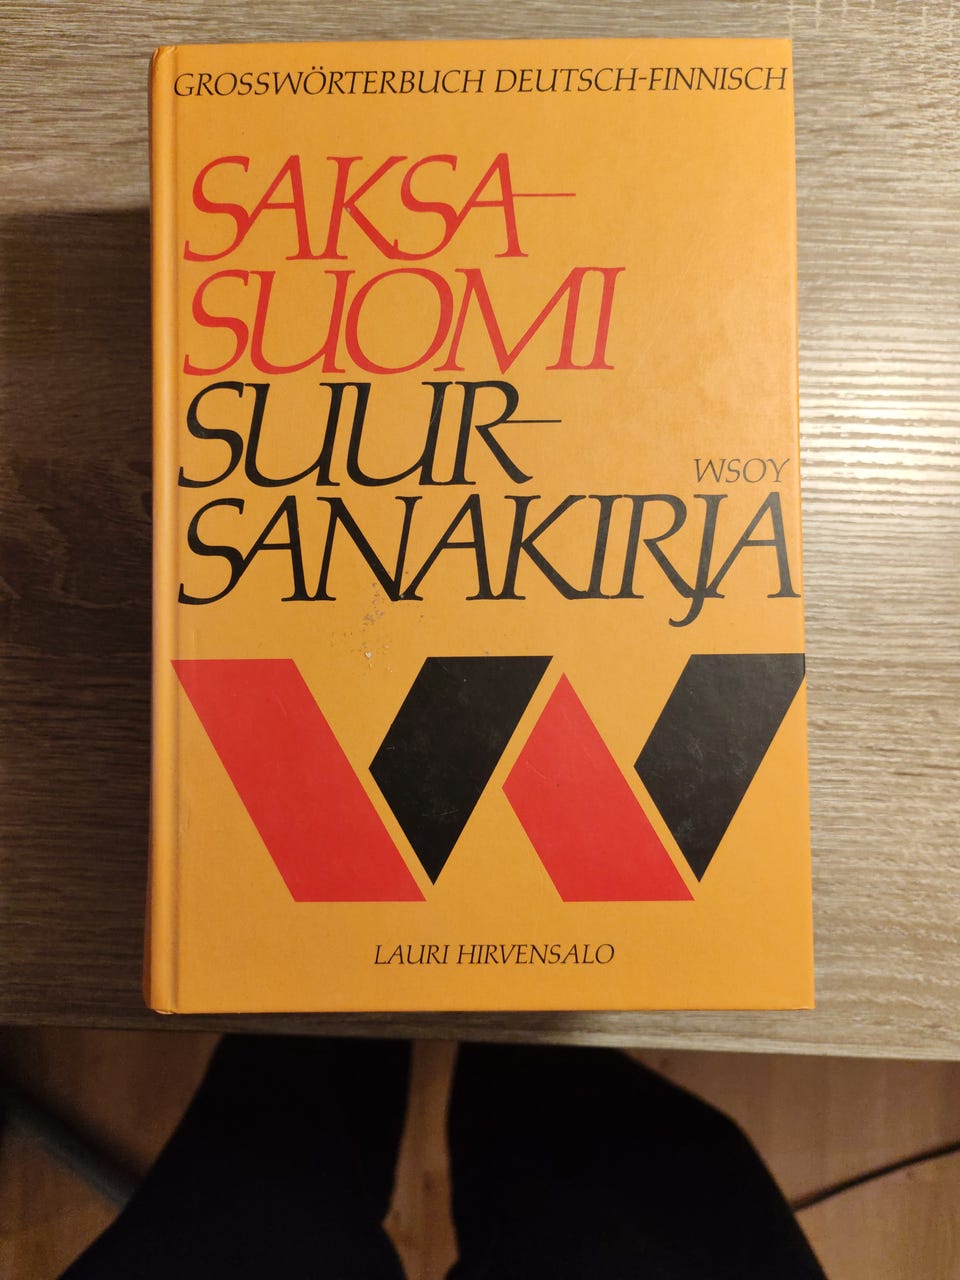 GROSSWÖRTERBUCH DEUTSCH-FINNISCH
SAKSA-
SUOMI
SUUR-
WSOY
SANAKIRJA
LAURI HIRVENSALO